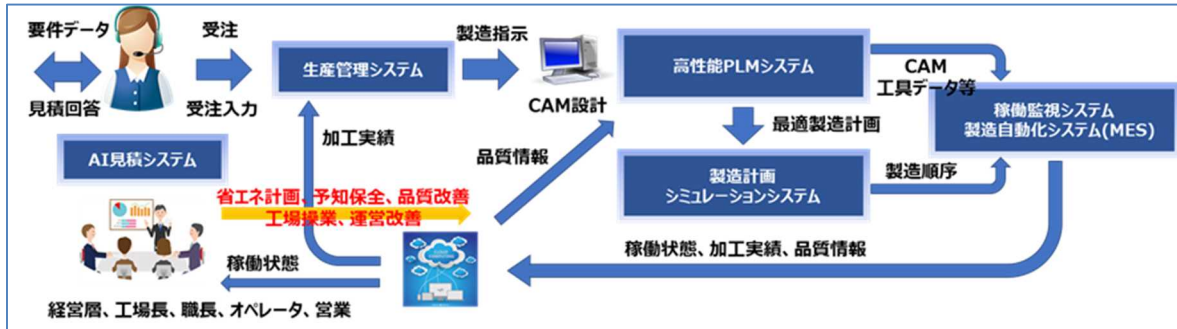 要件データ
見積回答
受注
受注入力
生産管理システム
製造指示
CAM設計
高性能PLMシステム
CAM
工具データ等
稼働監視システム
製造自動化システム(MES)
最適製造計画
製造計画
シミュレーションシステム
製造順序
加工実績
品質情報
AI見積システム
省エネ計画、予知保全、品質改善
工場操業、運営改善
稼働状態、加工実績、品質情報
稼働状態
経営層、工場長、職長、オペレータ、営業